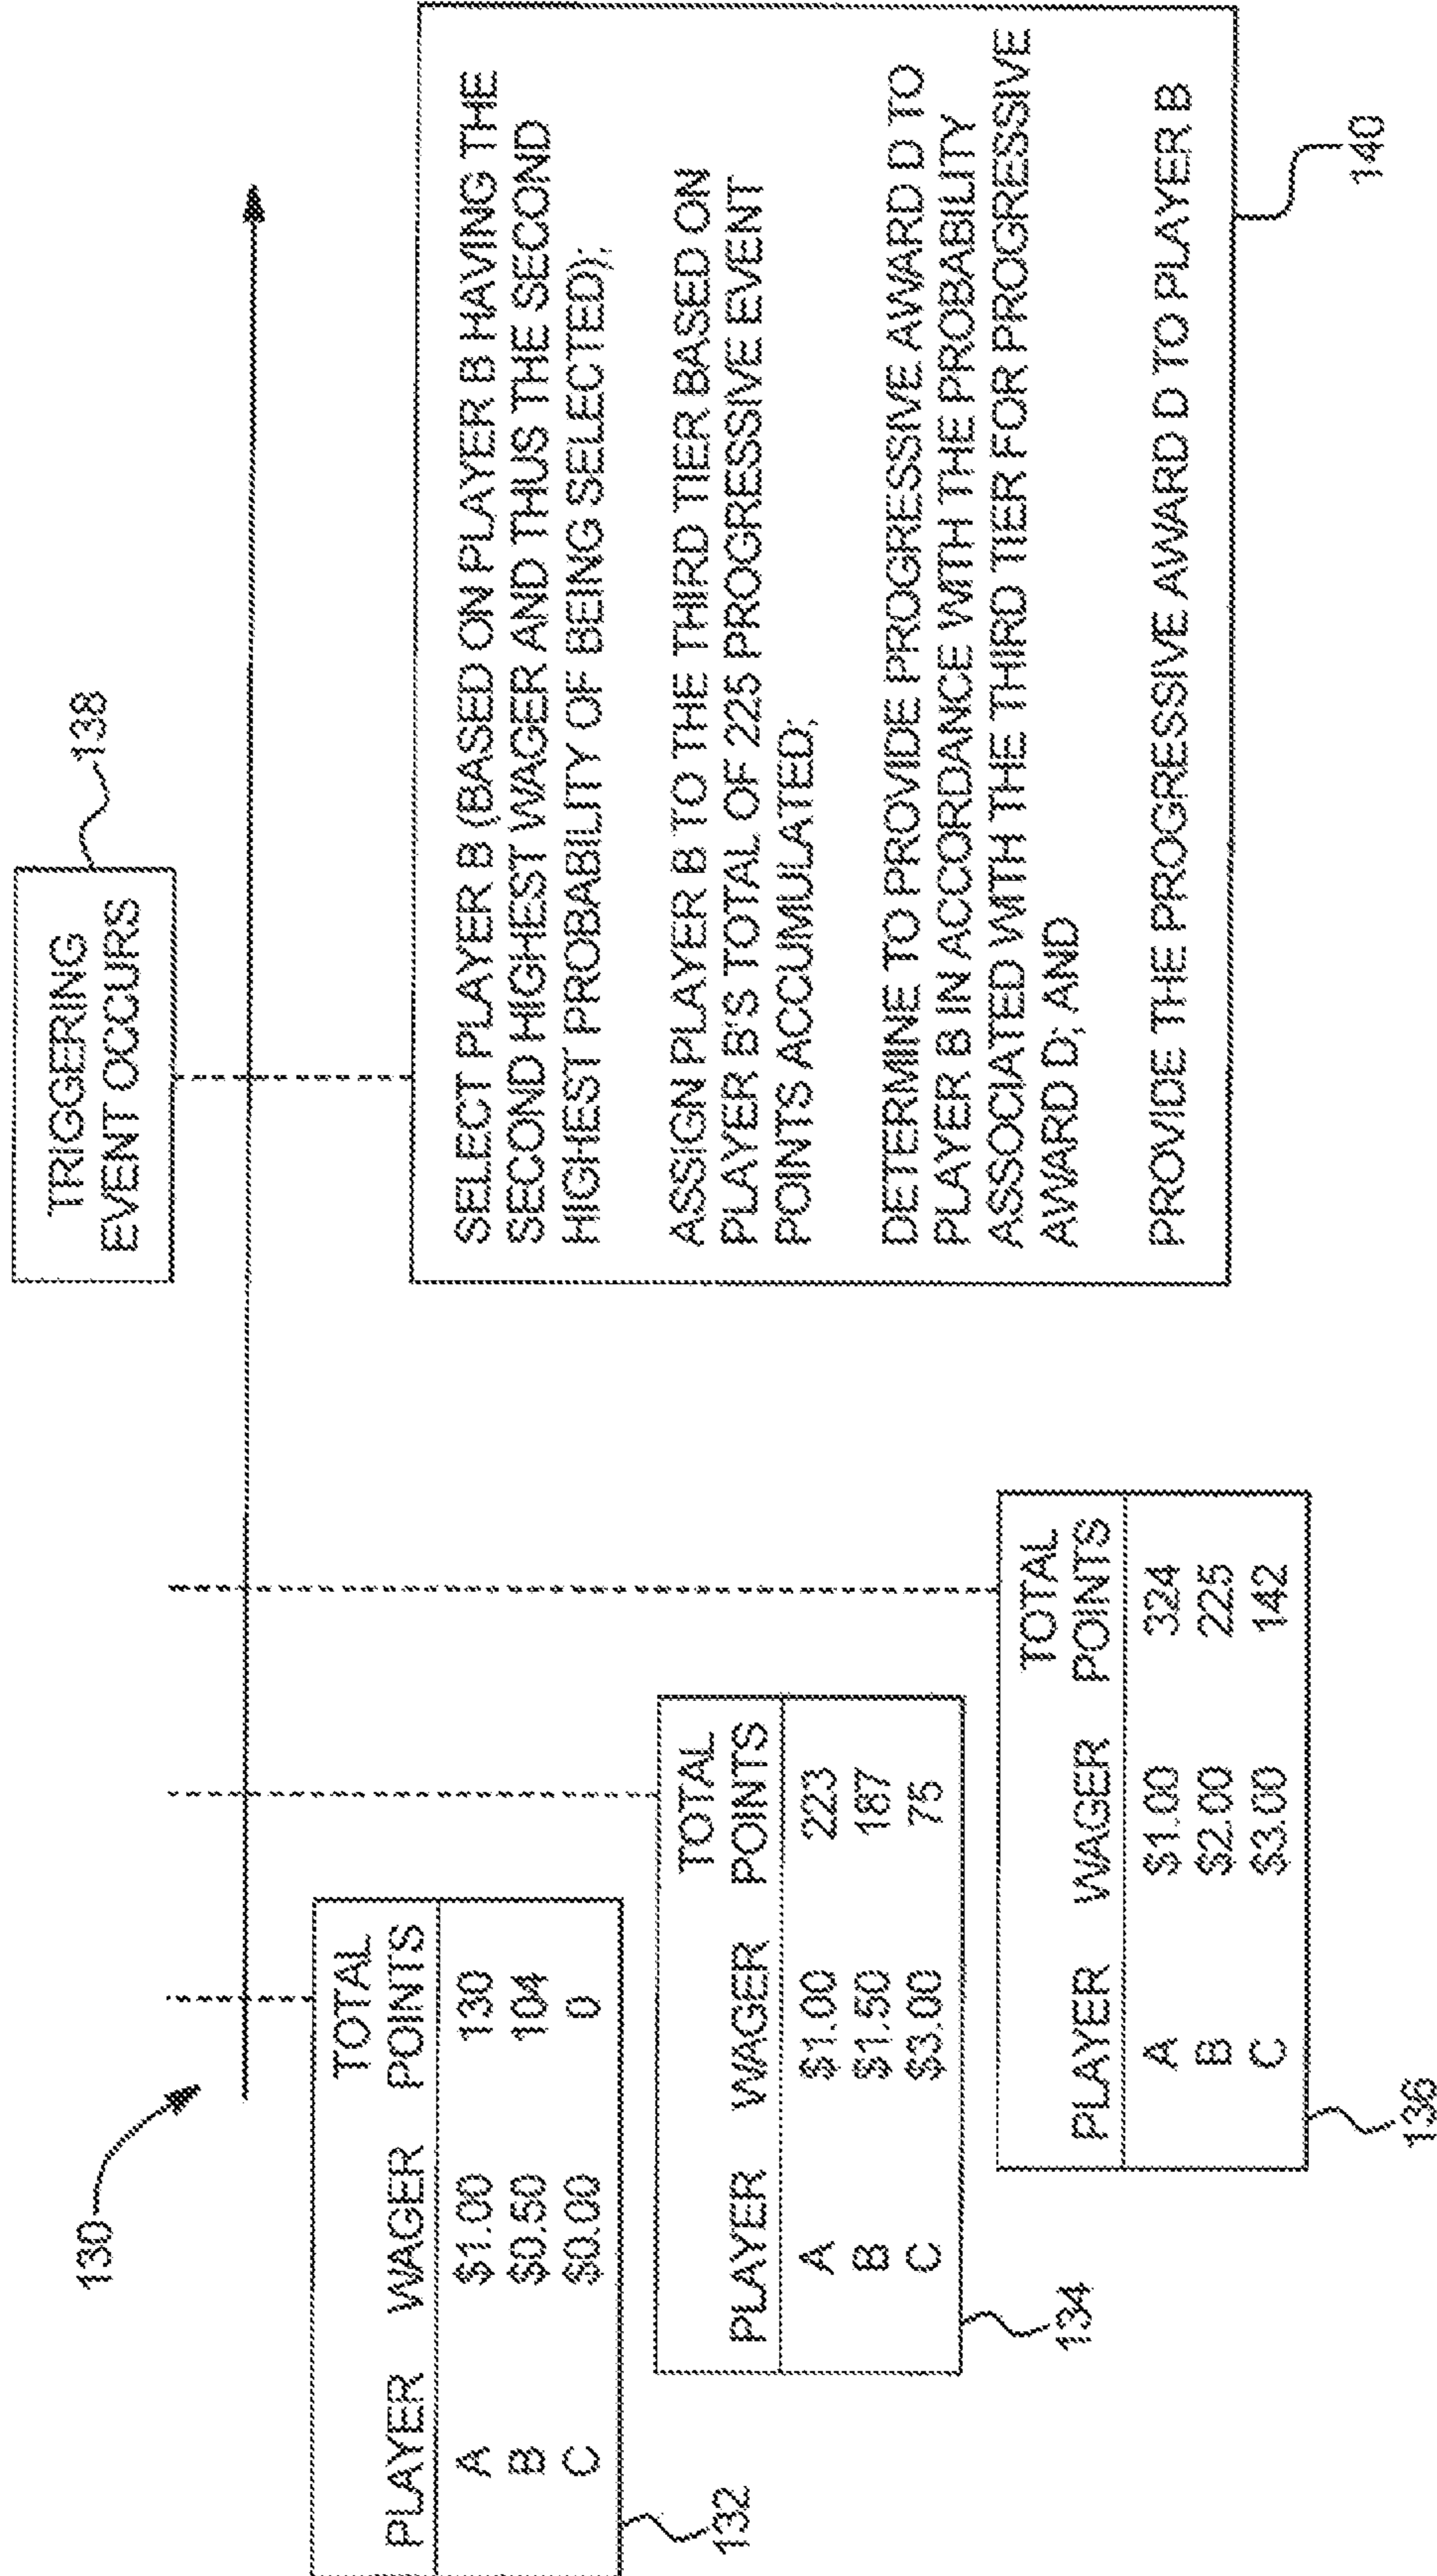 130
TRIGGERING
EVENT OCCURS
138
PLAYER WAGER TOTAL POINTS
A $1.00 130
B $0.50 104
C $0.00 0
132
PLAYER WAGER TOTAL POINTS
A $1.00 223
B $1.50 187
C $3.00 75
134
PLAYER WAGER TOTAL POINTS
A $1.00 324
B $2.00 225
C $3.00 142
136
SELECT PLAYER B (BASED ON PLAYER B HAVING THE
SECOND HIGHEST WAGER AND THUS THE SECOND
HIGHEST PROBABILITY OF BEING SELECTED);
ASSIGN PLAYER B TO THE THIRD TIER BASED ON
PLAYER B'S TOTAL OF 225 PROGRESSIVE EVENT
POINTS ACCUMULATED;
DETERMINE TO PROVIDE PROGRESSIVE AWARD D TO
PLAYER B IN ACCORDANCE WITH THE PROBABILITY
ASSOCIATED WITH THE THIRD TIER FOR PROGRESSIVE
AWARD D; AND
PROVIDE THE PROGRESSIVE AWARD D TO PLAYER B
140